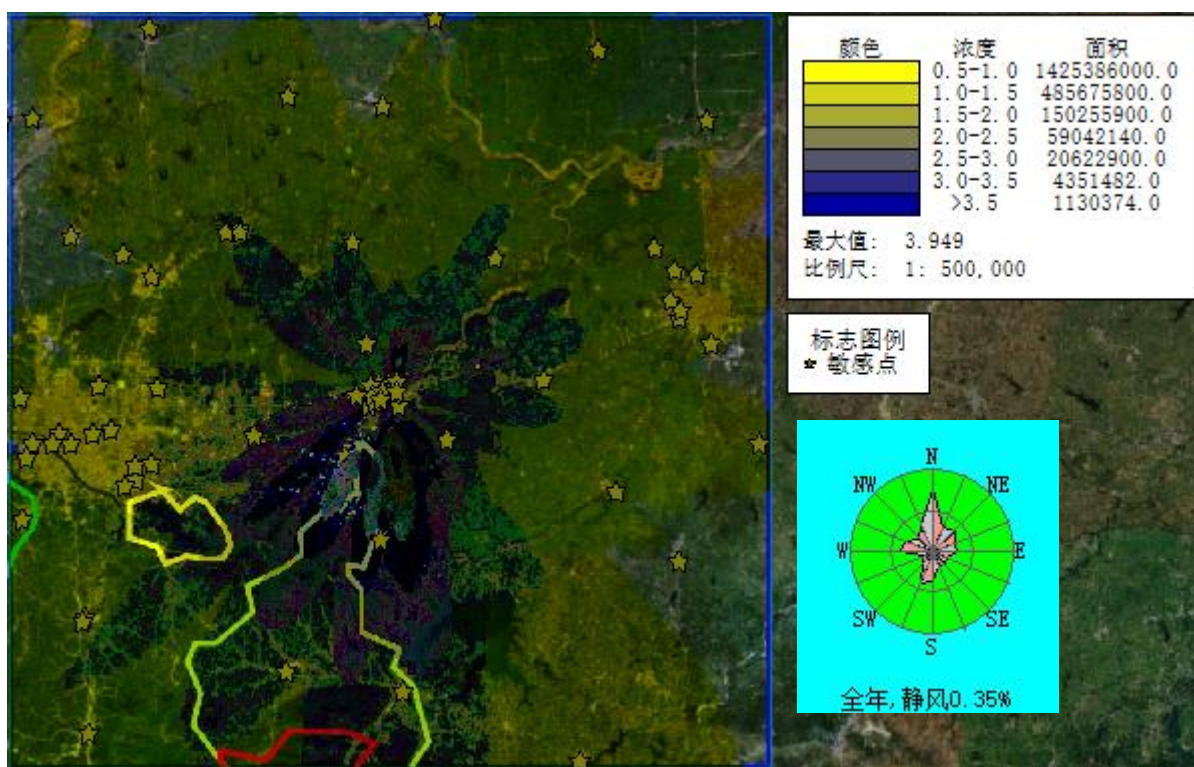 颜色 浓度 面积
0.5-1.0 1425386000.0
1.0-1.5 485675800.0
1.5-2.0 150255900.0
2.0-2.5 59042140.0
2.5-3.0 20622900.0
3.0-3.5 4351482.0
>3.5 1130374.0
最大值: 3.949
比例尺: 1: 500,000
标志图例
* 敏感点
N
NW NE
W E
SW SE
S
全年,静风0.35%